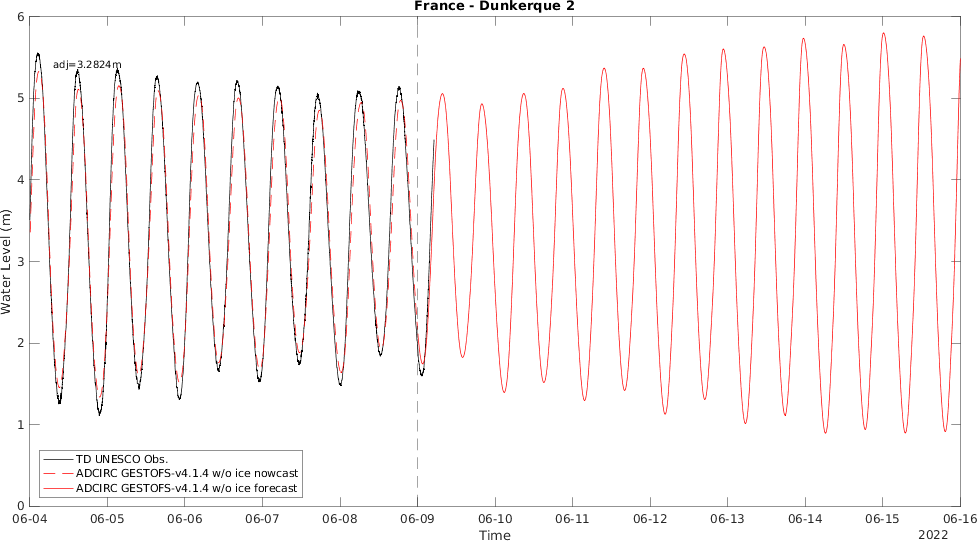 France - Dunkerque 2
6
adj=3.2824m
5
4
3
2
1
0
Water Level (m)
TD UNESCO Obs.
ADCIRC GESTOFS-v4.1.4 w/o ice nowcast
ADCIRC GESTOFS-v4.1.4 w/o ice forecast
06-04 06-05 06-06 06-07 06-08 06-09 06-10 06-11 06-12 06-13 06-14 06-15 06-16
Time
2022